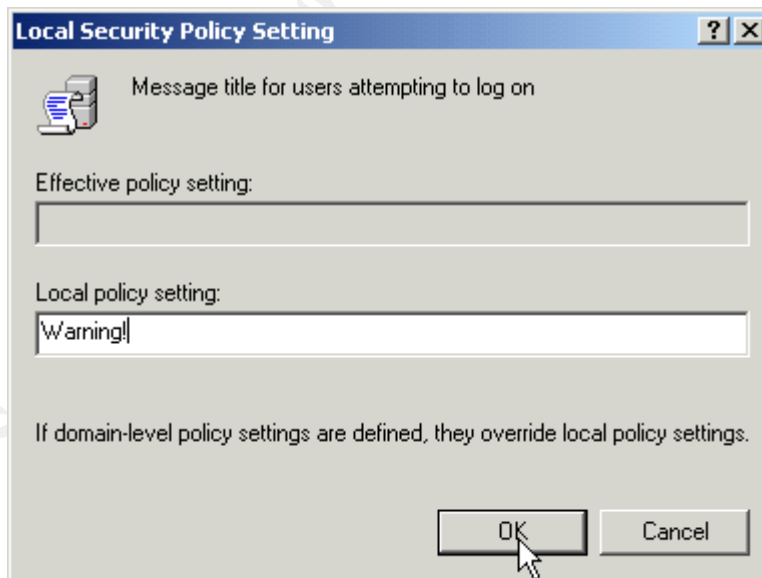 Local Security Policy Setting
Message title for users attempting to log on
Effective policy setting:
Local policy setting:
Warning!
If domain-level policy settings are defined, they override local policy settings.
OK
Cancel